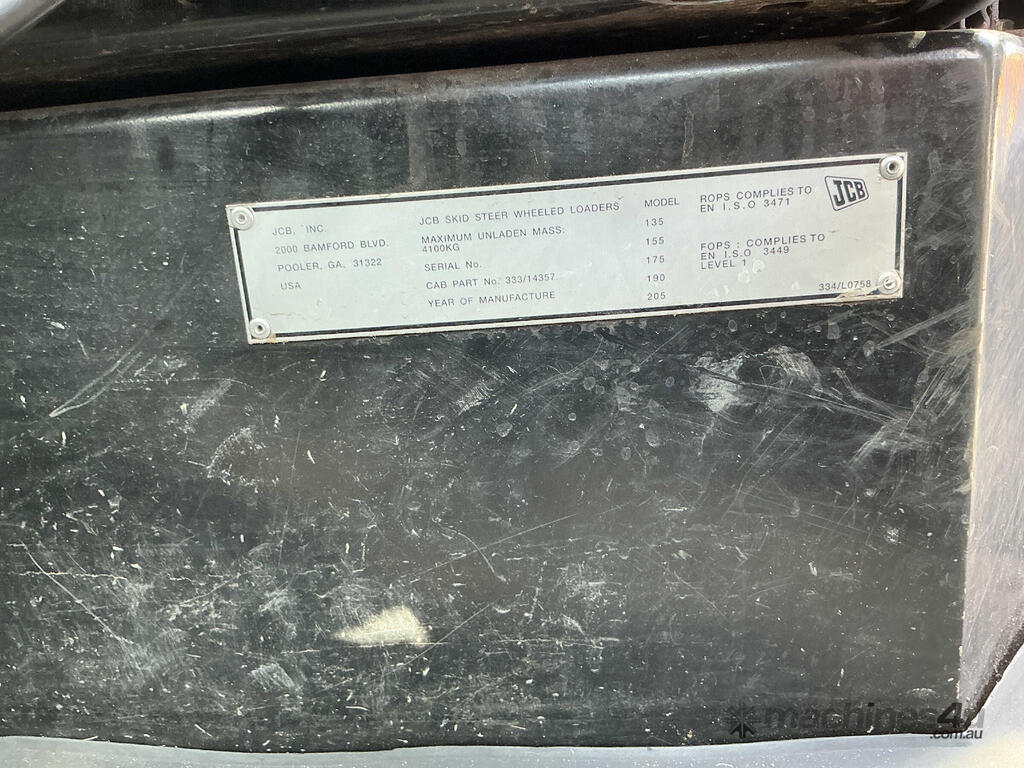 JCB, INC.
2000 BAMFORD BLVD.
POOLER, GA. 31322
USA
JCB SKID STEER WHEELED LOADERS
MAXIMUM UNLADEN MASS:
4100KG
SERIAL No.
CAB PART No. 333/14357.
YEAR OF MANUFACTURE
MODEL
135
155
175
190
205
ROPS COMPLIES TO
EN I.S.O 3471
FOPS : COMPLIES TO
EN I.S.O 3449
LEVEL 1
JCB
334/L0758
machines4u
.com.au